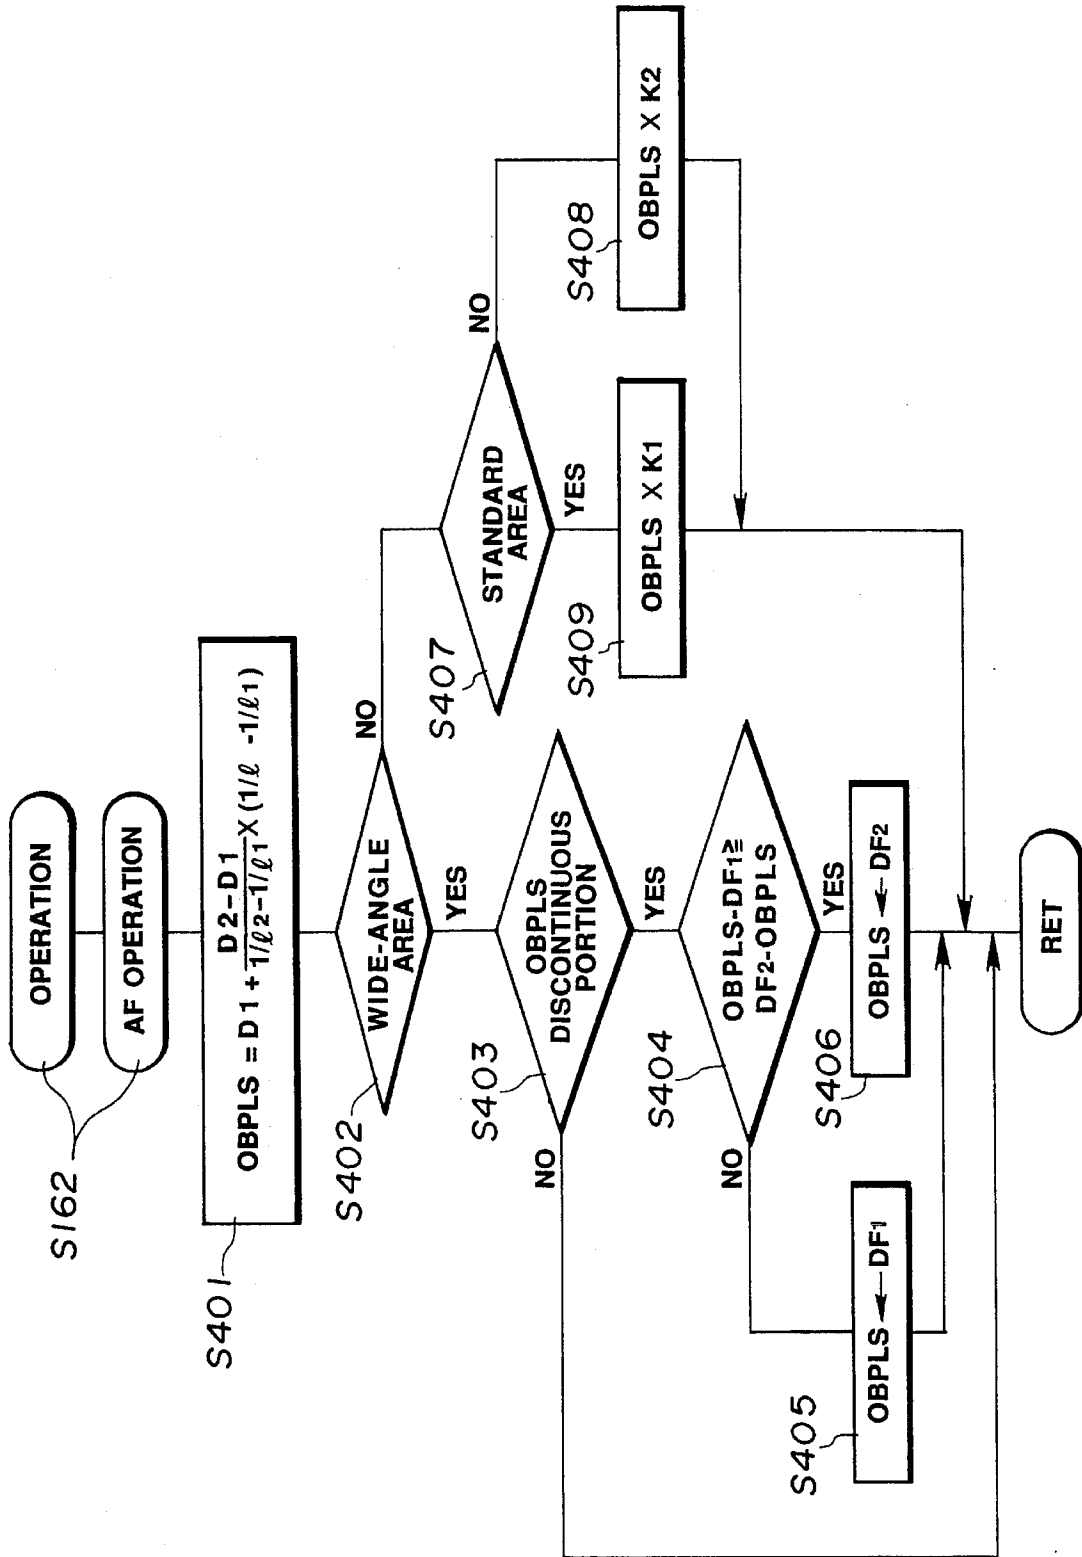 OPERATION
AF OPERATION
S162
OBPLS = D1 + D2-D1 / 1/ℓ2-1/ℓ1 X (1/ℓ -1/ℓ1)
S401
WIDE-ANGLE
AREA
S402
NO
YES
OBPLS
DISCONTINUOUS
PORTION
S403
NO
YES
OBPLS-DF1≧
DF2-OBPLS
S404
NO
YES
OBPLS ← DF1
S405
OBPLS ← DF2
S406
STANDARD
AREA
S407
NO
YES
OBPLS X K2
S408
OBPLS X K1
S409
RET